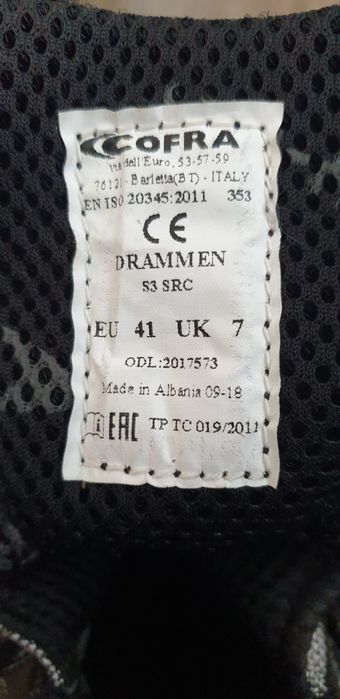 COFRA
Via dell'Euro, 53-57-59
76121 - Barletta(BT) - ITALY
EN ISO 20345:2011 353
CE
DRAMMEN
S3 SRC
EU 41 UK 7
ODL:2017573
Made in Albania 09-18
i EAC TP TC 019/2011